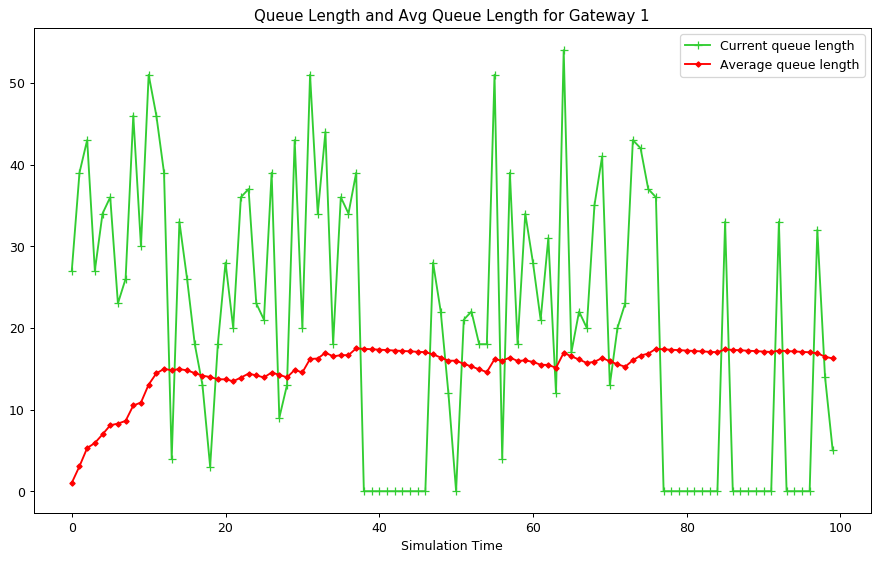 Queue Length and Avg Queue Length for Gateway 1
Current queue length
Average queue length
50
40
30
20
10
0
0 20 40 60 80 100
Simulation Time